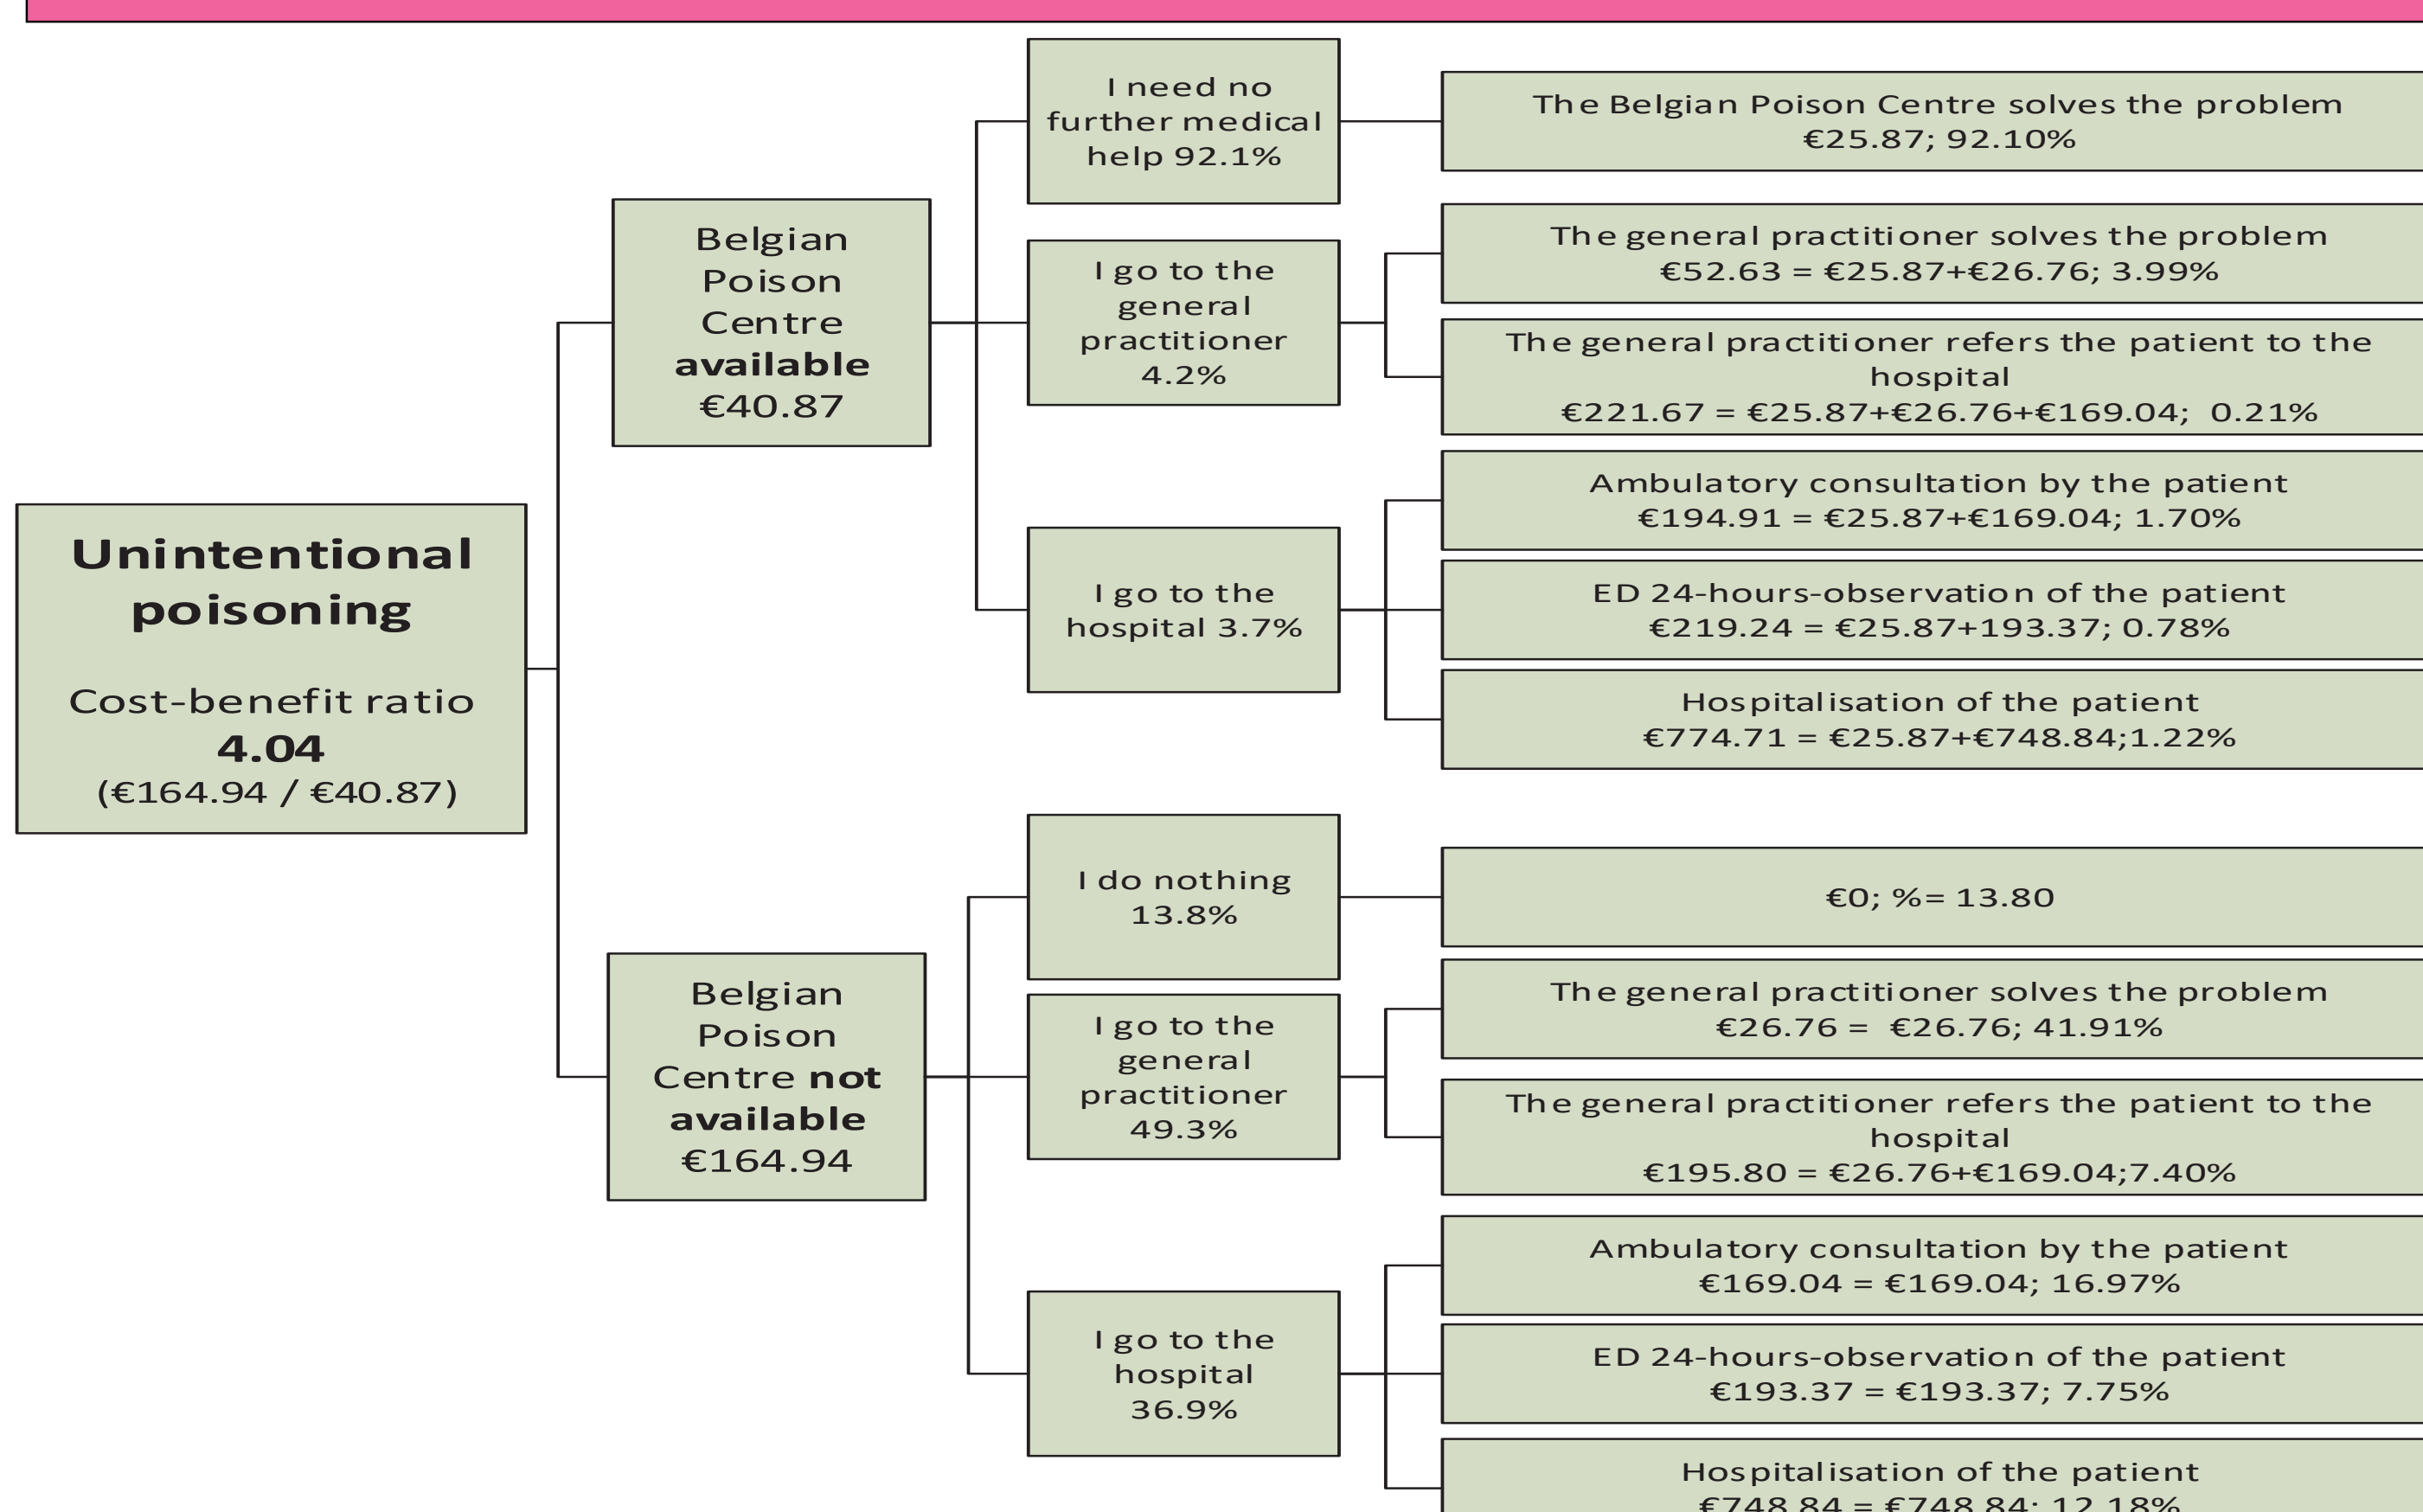 Unintentional
poisoning
Cost-benefit ratio
4.04
(€164.94 / €40.87)
Belgian
Poison
Centre
available
€40.87
I need no
further medical
help 92.1%
The Belgian Poison Centre solves the problem
€25.87; 92.10%
I go to the
general
practitioner
4.2%
The general practitioner solves the problem
€52.63 = €25.87+€26.76; 3.99%
The general practitioner refers the patient to the
hospital
€221.67 = €25.87+€26.76+€169.04; 0.21%
I go to the
hospital 3.7%
Ambulatory consultation by the patient
€194.91 = €25.87+€169.04; 1.70%
ED 24-hours-observation of the patient
€219.24 = €25.87+193.37; 0.78%
Hospitalisation of the patient
€774.71 = €25.87+€748.84;1.22%
Belgian
Poison
Centre not
available
€164.94
I do nothing
13.8%
€0; %= 13.80
I go to the
general
practitioner
49.3%
The general practitioner solves the problem
€26.76 = €26.76; 41.91%
The general practitioner refers the patient to the
hospital
€195.80 = €26.76+€169.04;7.40%
I go to the
hospital
36.9%
Ambulatory consultation by the patient
€169.04 = €169.04; 16.97%
ED 24-hours-observation of the patient
€193.37 = €193.37; 7.75%
Hospitalisation of the patient
€748.84 = €748.84; 12.18%